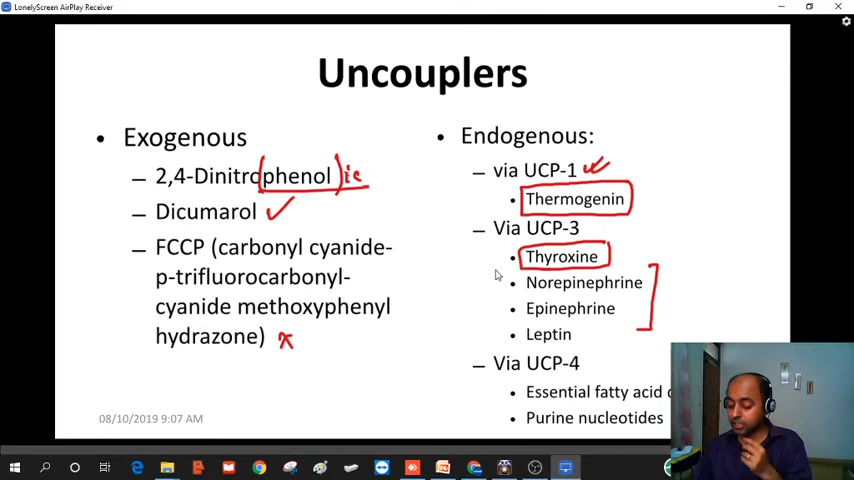 LonelyScreen AirPlay Receiver
Uncouplers
• Exogenous
– 2,4-Dinitrophenol ic
– Dicumarol
– FCCP (carbonyl cyanide-
p-trifluorocarbonyl-
cyanide methoxyphenyl
hydrazone) x
08/10/2019 9:07 AM
• Endogenous:
– via UCP-1
• Thermogenin
– Via UCP-3
• Thyroxine
• Norepinephrine
• Epinephrine
• Leptin
– Via UCP-4
• Essential fatty acid
• Purine nucleotides